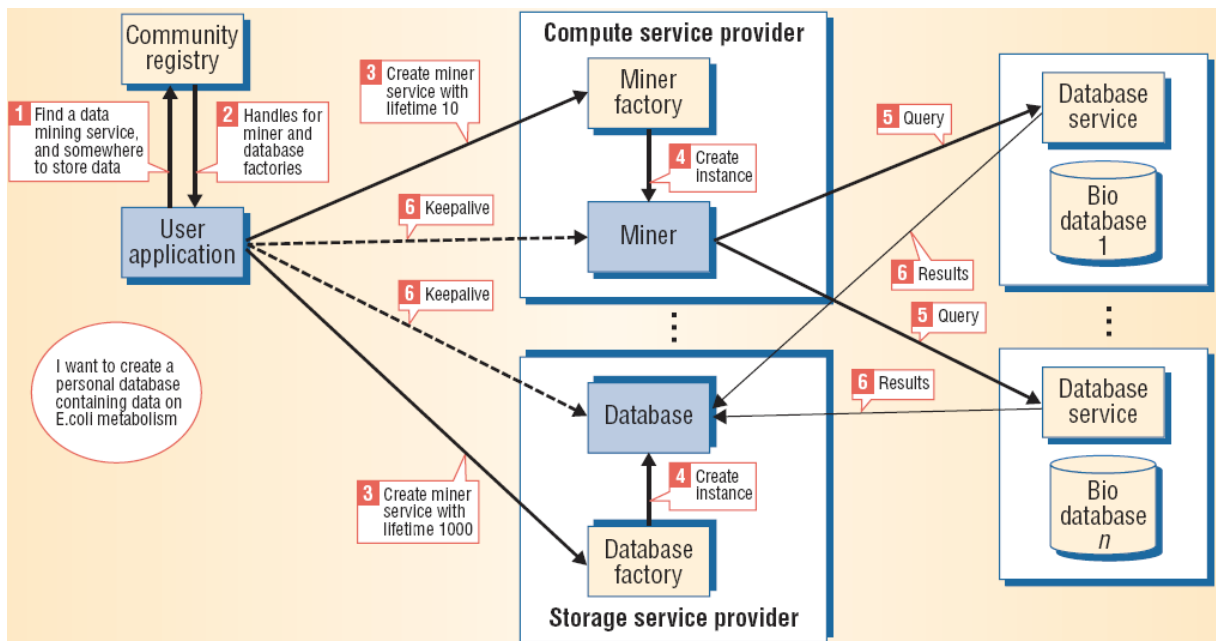 Community
registry
1 Find a data
mining service,
and somewhere
to store data
2 Handles for
miner and
database
factories
User
application
I want to create a
personal database
containing data on
E.coli metabolism
3 Create miner
service with
lifetime 10
6 Keepalive
6 Keepalive
3 Create miner
service with
lifetime 1000
Compute service provider
Miner
factory
4 Create
instance
Miner
Database
4 Create
instance
Database
factory
Storage service provider
5 Query
6 Results
5 Query
6 Results
Database
service
Bio
database
1
Database
service
Bio
database
n